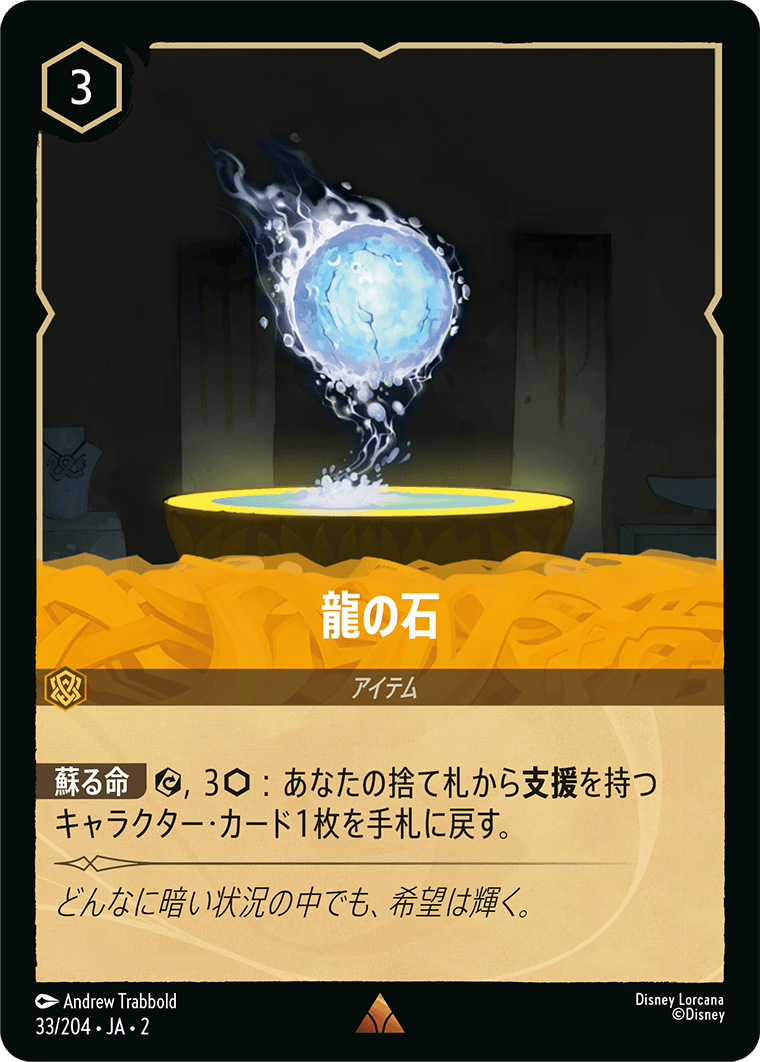 3
龍の石
アイテム
蘇る命 , 3 : あなたの捨て札から支援を持つ
キャラクター・カード1枚を手札に戻す。
どんなに暗い状況の中でも、希望は輝く。
Andrew Trabbold
33/204 • JA • 2
Disney Lorcana
©Disney